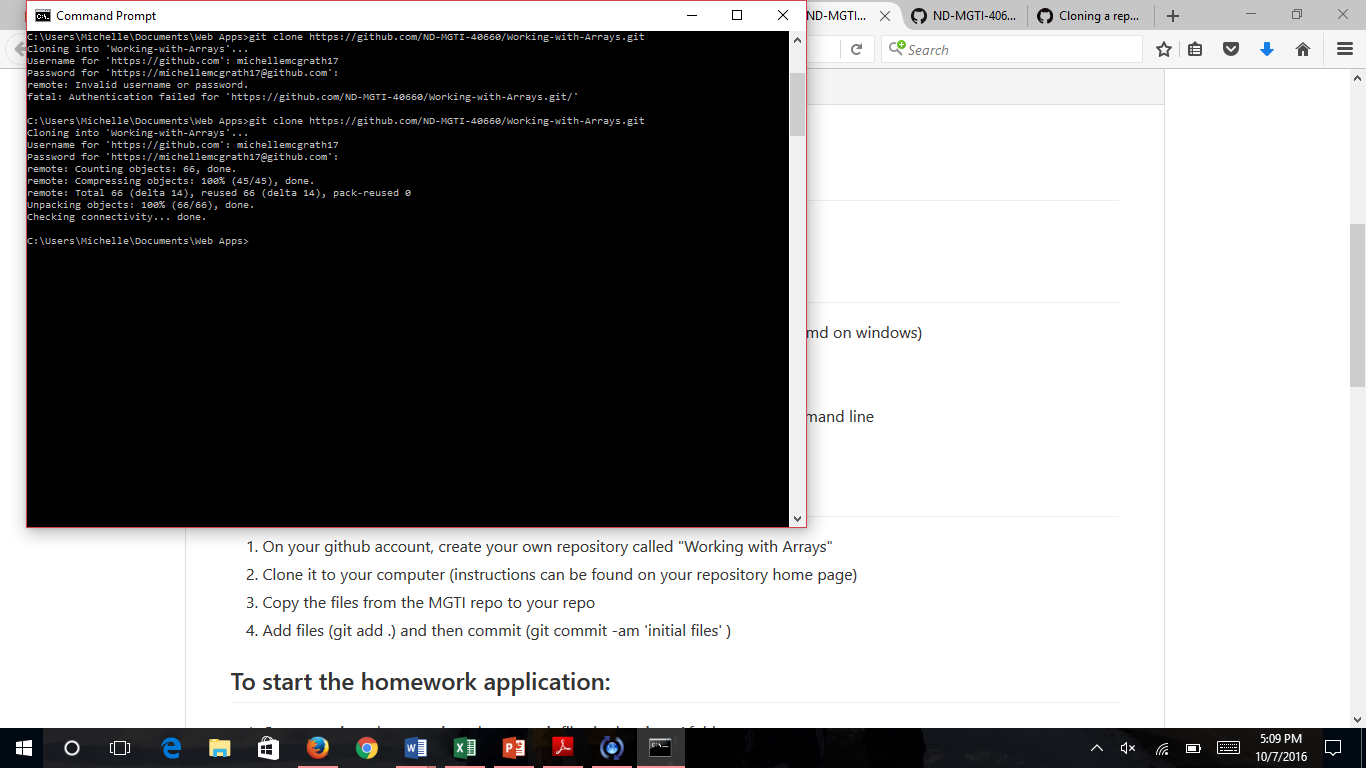 Command Prompt
ND-MGTI...
ND-MGTI-406...
Cloning a rep...
Search
C:\Users\Michelle\Documents\Web Apps>git clone https://github.com/ND-MGTI-40660/Working-with-Arrays.git
Cloning into 'Working-with-Arrays'...
Username for 'https://github.com': michellemcgrath17
Password for 'https://michellemcgrath17@github.com':
remote: Invalid username or password.
fatal: Authentication failed for 'https://github.com/ND-MGTI-40660/Working-with-Arrays.git/'
C:\Users\Michelle\Documents\Web Apps>git clone https://github.com/ND-MGTI-40660/Working-with-Arrays.git
Cloning into 'Working-with-Arrays'...
Username for 'https://github.com': michellemcgrath17
Password for 'https://michellemcgrath17@github.com':
remote: Counting objects: 66, done.
remote: Compressing objects: 100% (45/45), done.
remote: Total 66 (delta 14), reused 66 (delta 14), pack-reused 0
Unpacking objects: 100% (66/66), done.
Checking connectivity... done.
C:\Users\Michelle\Documents\Web Apps>
md on windows)
mand line
1. On your github account, create your own repository called "Working with Arrays"
2. Clone it to your computer (instructions can be found on your repository home page)
3. Copy the files from the MGTI repo to your repo
4. Add files (git add .) and then commit (git commit -am 'initial files' )
To start the homework application:
5:09 PM
10/7/2016